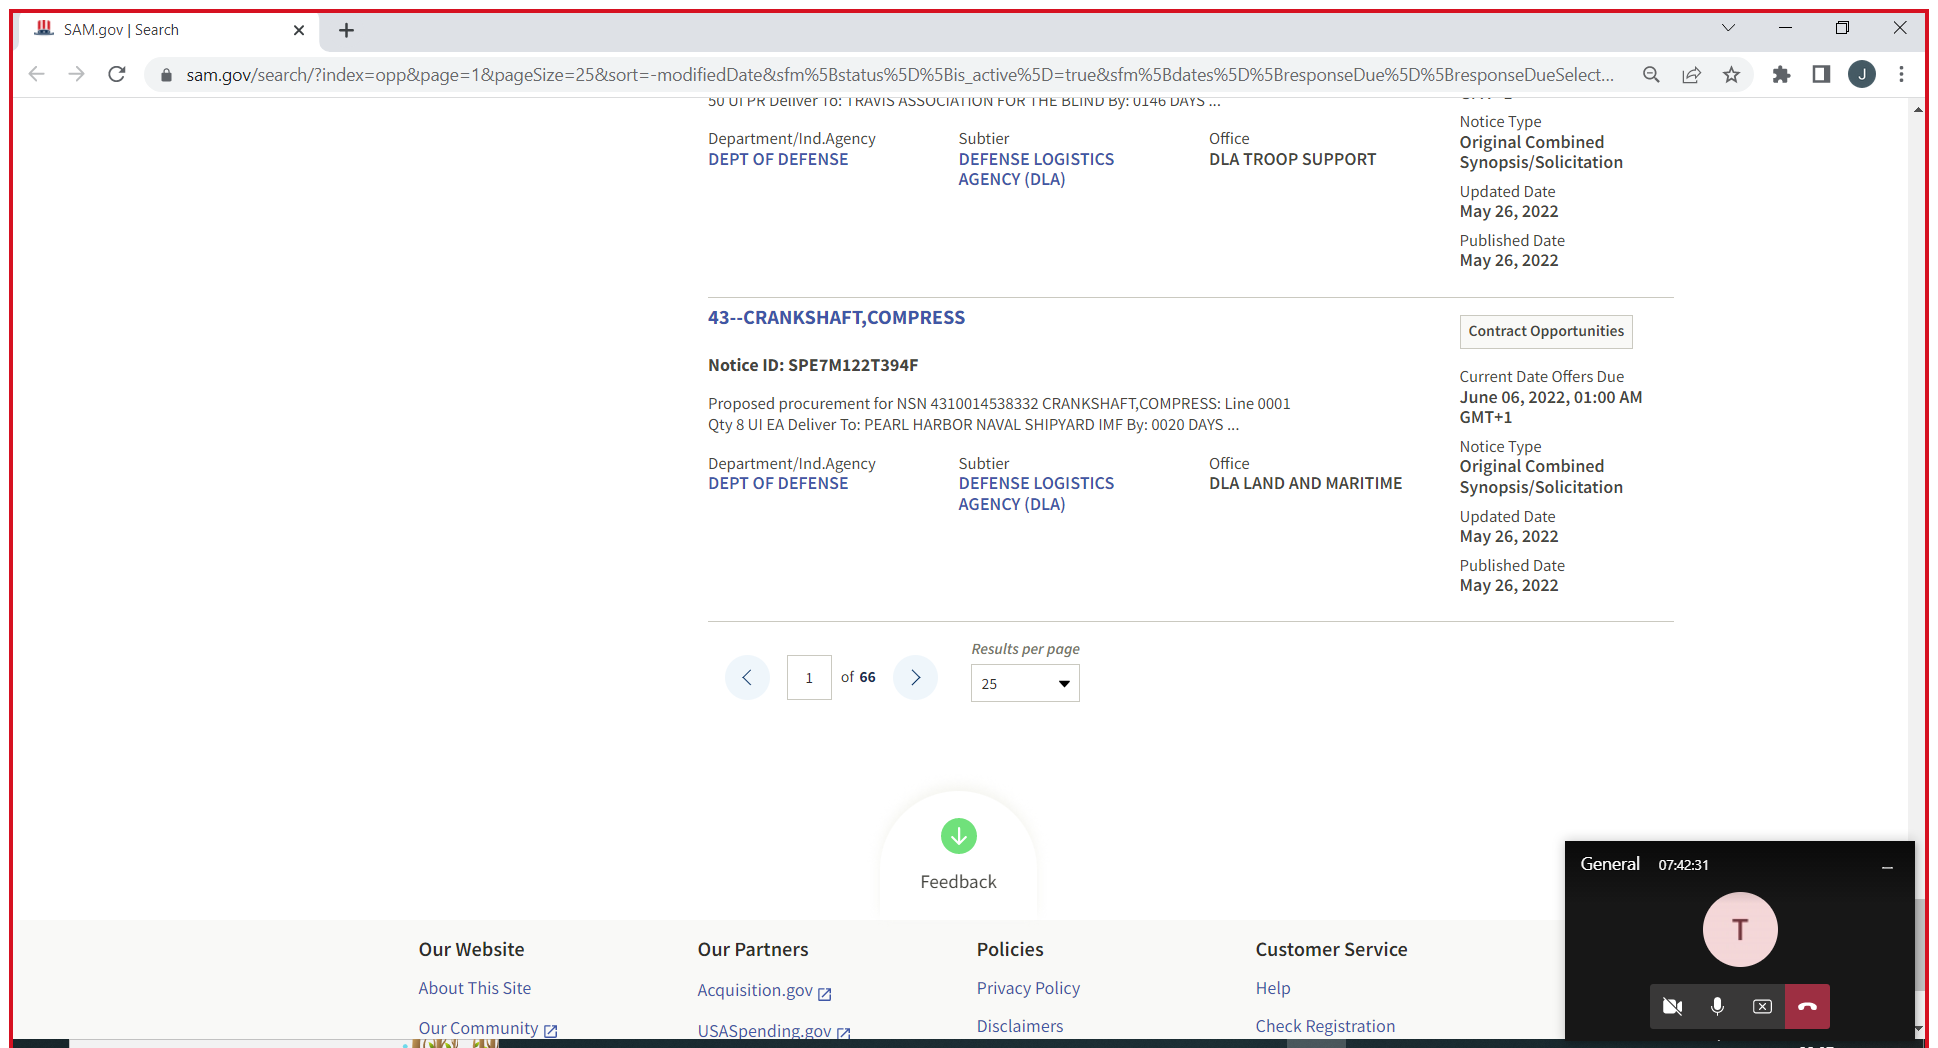 SAM.gov | Search
sam.gov/search/?index=opp&page=1&pageSize=25&sort=-modifiedDate&sfm%5Bstatus%5D%5Bis_active%5D=true&sfm%5Bdates%5D%5BresponseDue%5D%5BresponseDueSelect...
J
50 UI PR Deliver To: TRAVIS ASSOCIATION FOR THE BLIND By: 0146 DAYS ...
Department/Ind.Agency
DEPT OF DEFENSE
Subtier
DEFENSE LOGISTICS
AGENCY (DLA)
Office
DLA TROOP SUPPORT
Notice Type
Original Combined
Synopsis/Solicitation
Updated Date
May 26, 2022
Published Date
May 26, 2022
43--CRANKSHAFT,COMPRESS
Notice ID: SPE7M122T394F
Proposed procurement for NSN 4310014538332 CRANKSHAFT,COMPRESS: Line 0001
Qty 8 UI EA Deliver To: PEARL HARBOR NAVAL SHIPYARD IMF By: 0020 DAYS ...
Department/Ind.Agency
DEPT OF DEFENSE
Subtier
DEFENSE LOGISTICS
AGENCY (DLA)
Office
DLA LAND AND MARITIME
Contract Opportunities
Current Date Offers Due
June 06, 2022, 01:00 AM
GMT+1
Notice Type
Original Combined
Synopsis/Solicitation
Updated Date
May 26, 2022
Published Date
May 26, 2022
1 of 66
Results per page
25
Feedback
Our Website
About This Site
Our Community
Our Partners
Acquisition.gov
USASpending.gov
Policies
Privacy Policy
Disclaimers
Customer Service
Help
Check Registration
General 07:42:31
T